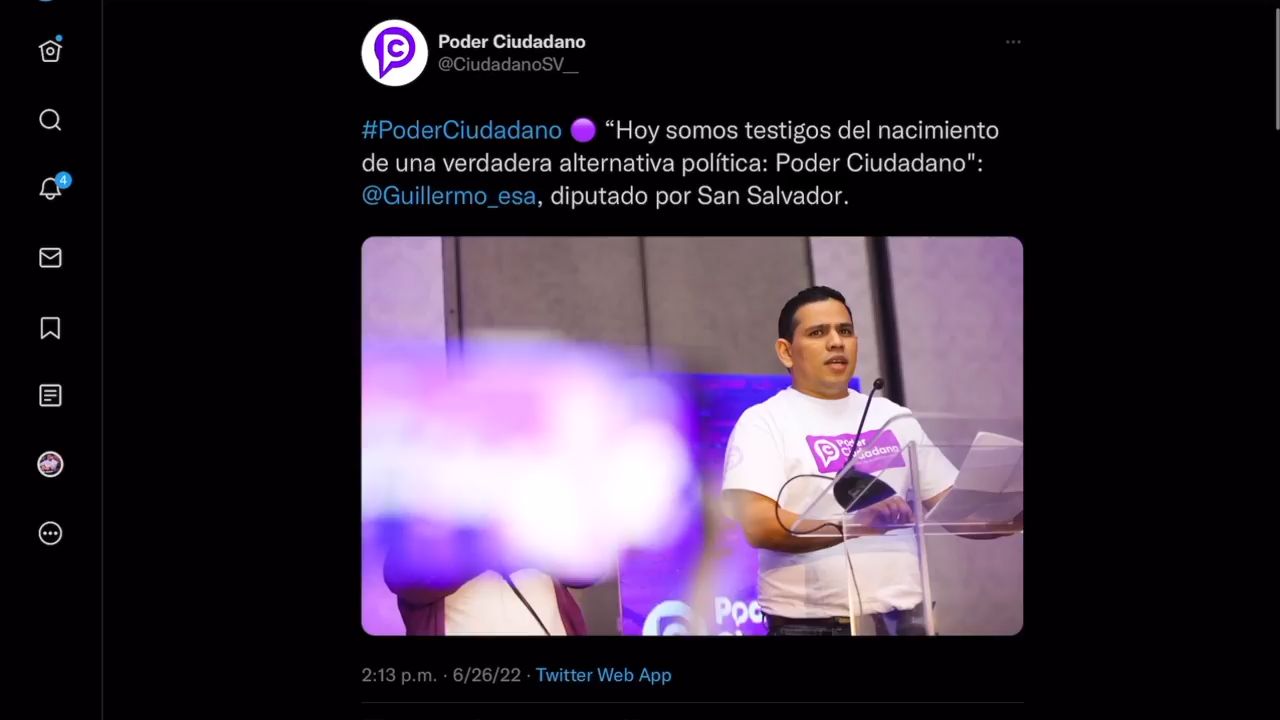 Poder Ciudadano
@CiudadanoSV__
#PoderCiudadano 🟣 “Hoy somos testigos del nacimiento
de una verdadera alternativa política: Poder Ciudadano":
@Guillermo_esa, diputado por San Salvador.
4
Poder
Ciudadano
2:13 p.m. · 6/26/22 · Twitter Web App